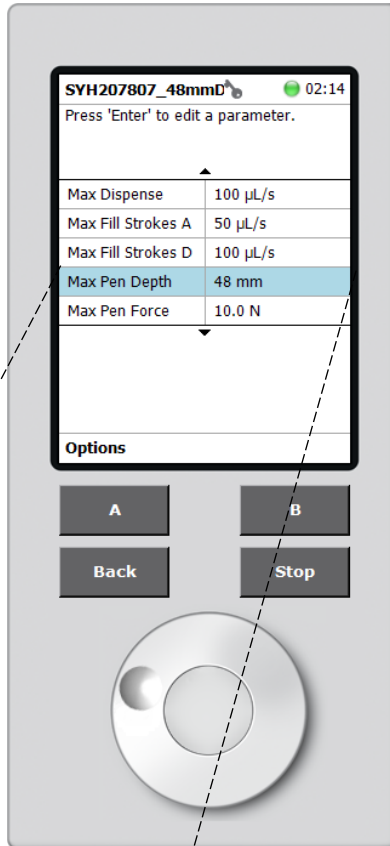 SYH207807_48mmD 02:14
Press 'Enter' to edit a parameter.
Max Dispense 100 µL/s
Max Fill Strokes A 50 µL/s
Max Fill Strokes D 100 µL/s
Max Pen Depth 48 mm
Max Pen Force 10.0 N
Options
A B
Back Stop